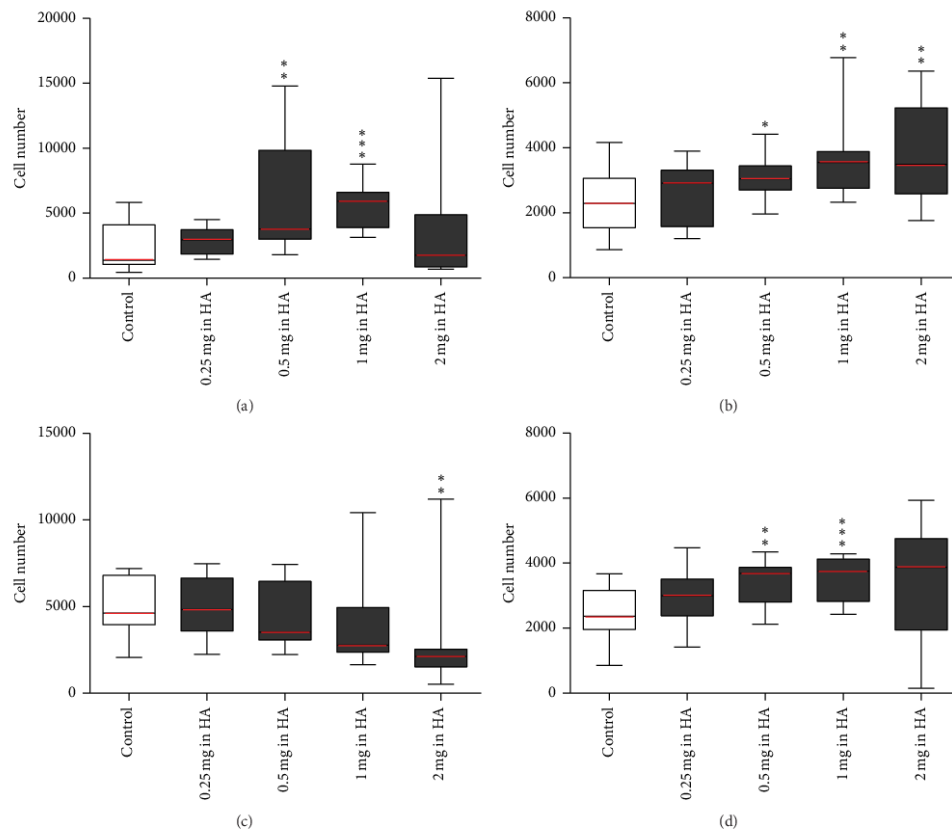 20000
15000
10000
5000
0
Cell number
**
***
Control
0.25 mg in HA
0.5 mg in HA
1 mg in HA
2 mg in HA
(a)
8000
6000
4000
2000
0
Cell number
*
**
**
Control
0.25 mg in HA
0.5 mg in HA
1 mg in HA
2 mg in HA
(b)
15000
10000
5000
0
Cell number
**
Control
0.25 mg in HA
0.5 mg in HA
1 mg in HA
2 mg in HA
(c)
8000
6000
4000
2000
0
Cell number
**
***
Control
0.25 mg in HA
0.5 mg in HA
1 mg in HA
2 mg in HA
(d)